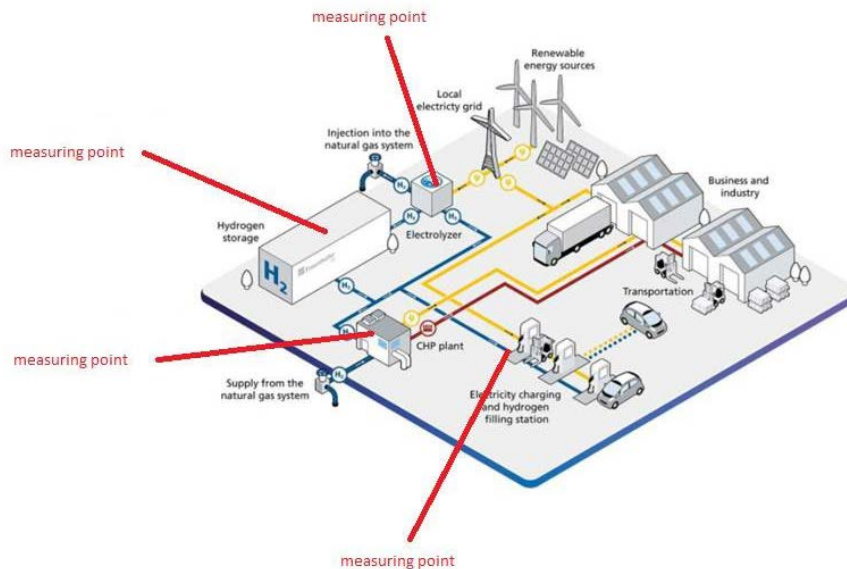 measuring point
Renewable
energy sources
Local
electricty grid
Injection into the
natural gas system
measuring point
H₂
Business and
industry
Hydrogen
storage
H₂
H₂
Electrolyzer
H₂
Transportation
H₂
H₂
measuring point
CHP plant
Supply from the
natural gas system
H₂
Electricity charging
and hydrogen
filling station
measuring point